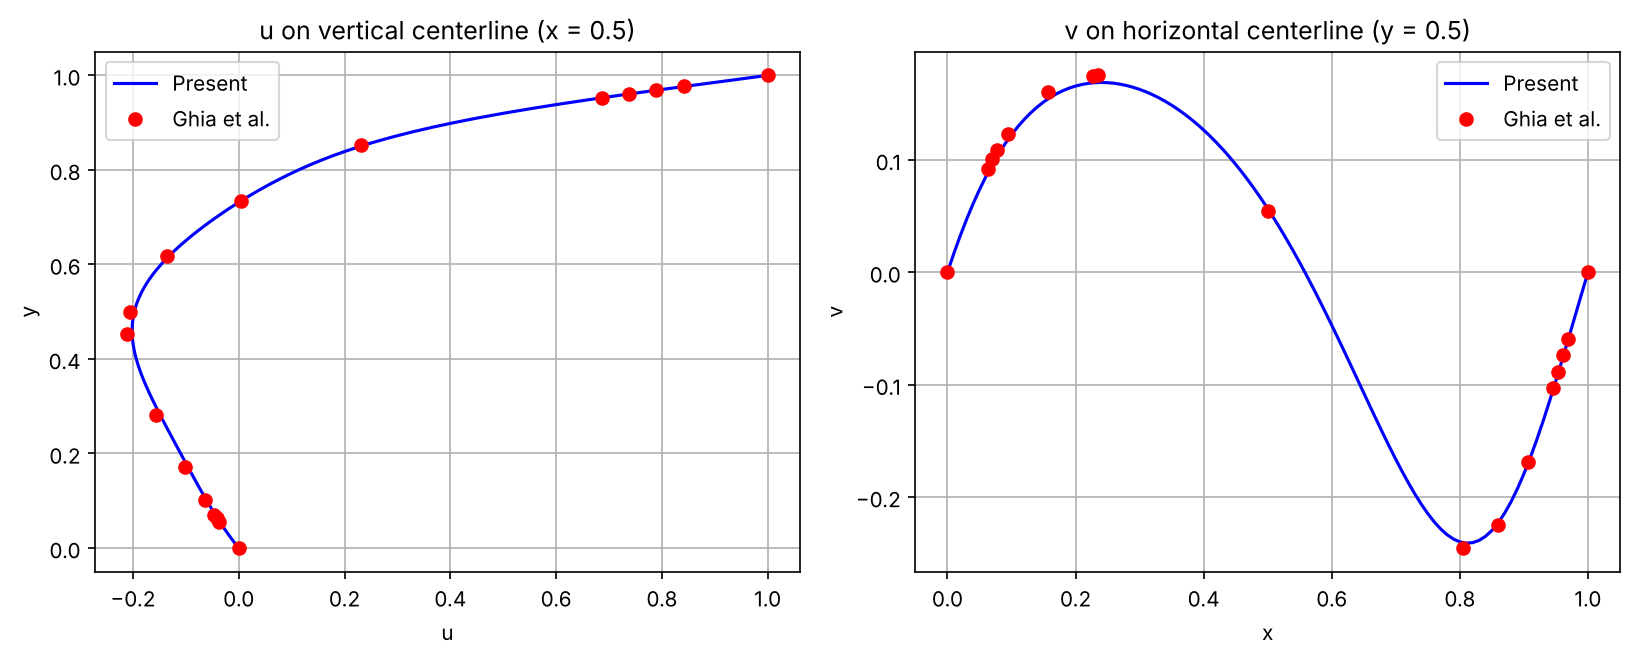 u on vertical centerline (x = 0.5)
Present
Ghia et al.
1.0
0.8
0.6
0.4
0.2
0.0
y
−0.2 0.0 0.2 0.4 0.6 0.8 1.0
u
v on horizontal centerline (y = 0.5)
Present
Ghia et al.
0.1
0.0
−0.1
−0.2
v
0.0 0.2 0.4 0.6 0.8 1.0
x